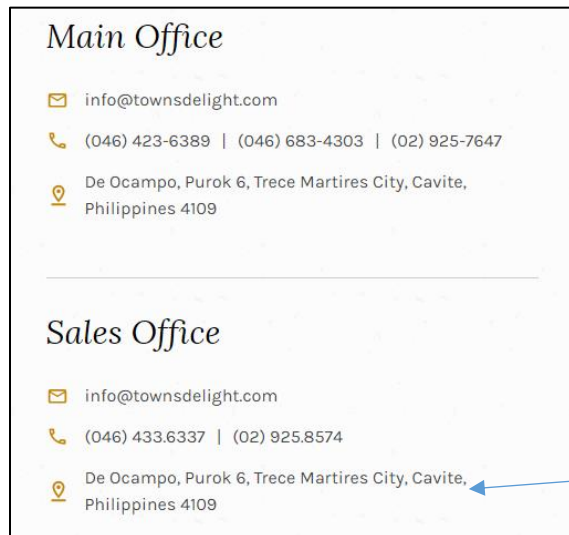 Main Office
info@townsdelight.com
(046) 423-6389 | (046) 683-4303 | (02) 925-7647
De Ocampo, Purok 6, Trece Martires City, Cavite,
Philippines 4109
Sales Office
info@townsdelight.com
(046) 433.6337 | (02) 925.8574
De Ocampo, Purok 6, Trece Martires City, Cavite,
Philippines 4109